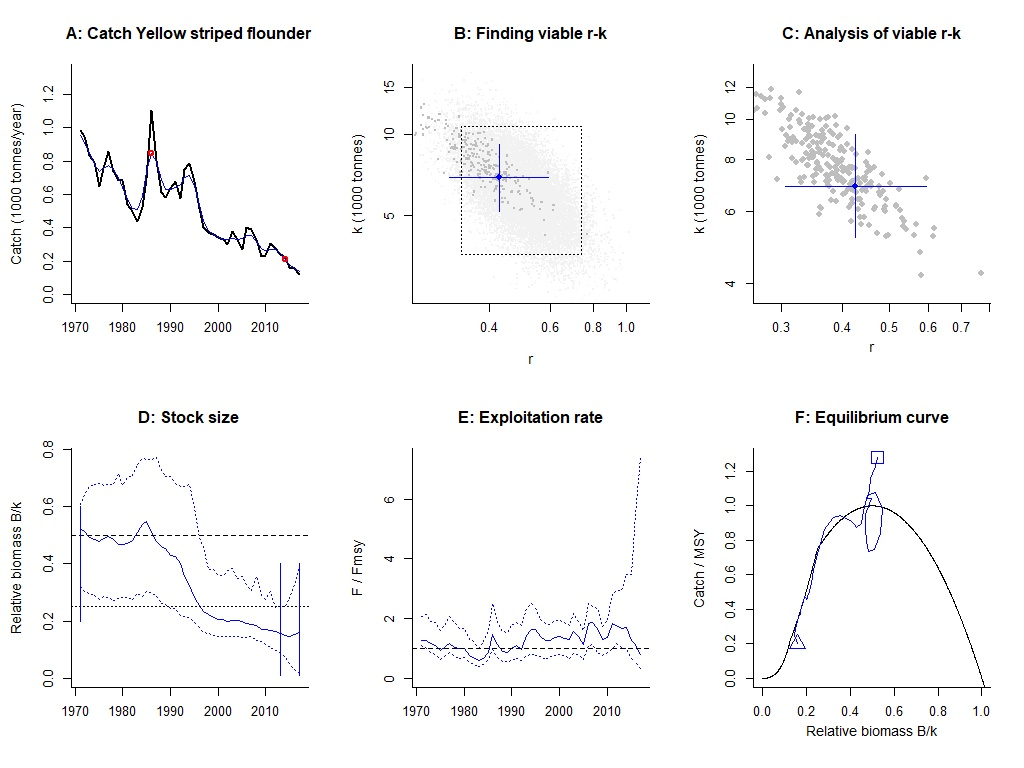 A: Catch Yellow striped flounder
B: Finding viable r-k
C: Analysis of viable r-k
Catch (1000 tonnes/year)
0.0 0.2 0.4 0.6 0.8 1.0 1.2
1970 1980 1990 2000 2010
k (1000 tonnes)
5 10 15
0.4 0.6 0.8 1.0
r
k (1000 tonnes)
4 6 8 10 12
0.3 0.4 0.5 0.6 0.7
r
D: Stock size
E: Exploitation rate
F: Equilibrium curve
Relative biomass B/k
0.0 0.2 0.4 0.6 0.8
1970 1980 1990 2000 2010
F / Fmsy
0 2 4 6
1970 1980 1990 2000 2010
Catch / MSY
0.0 0.2 0.4 0.6 0.8 1.0 1.2
0.0 0.2 0.4 0.6 0.8 1.0
Relative biomass B/k